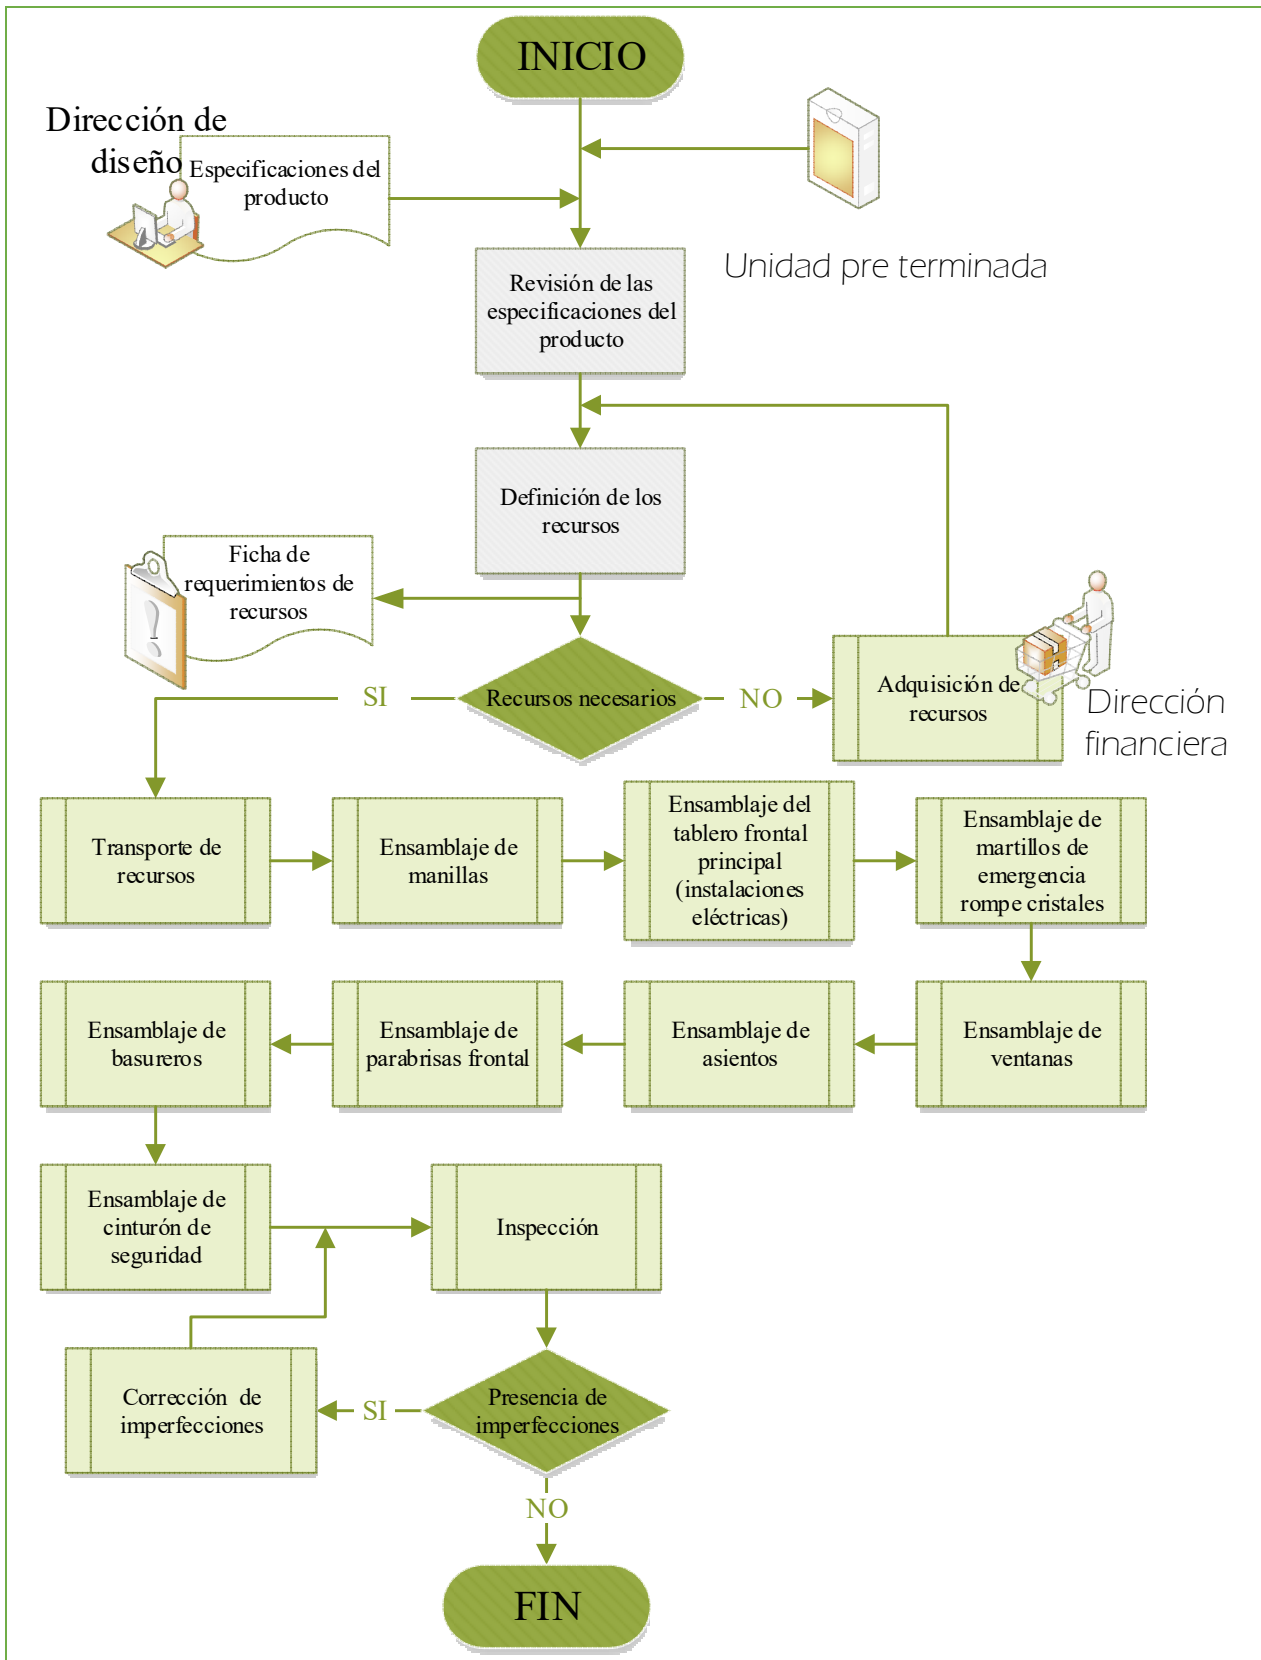 INICIO
Dirección de
diseño
Especificaciones del
producto
Unidad pre terminada
Revisión de las
especificaciones del
producto
Definición de los
recursos
Ficha de
requerimientos de
recursos
SI
Recursos necesarios
NO
Adquisición de
recursos
Dirección
financiera
Transporte de
recursos
Ensamblaje de
manillas
Ensamblaje del
tablero frontal
principal
(instalaciones
eléctricas)
Ensamblaje de
martillos de
emergencia
rompe cristales
Ensamblaje de
basureros
Ensamblaje de
parabrisas frontal
Ensamblaje de
asientos
Ensamblaje de
ventanas
Ensamblaje de
cinturón de
seguridad
Inspección
Corrección de
imperfecciones
SI
Presencia de
imperfecciones
NO
FIN